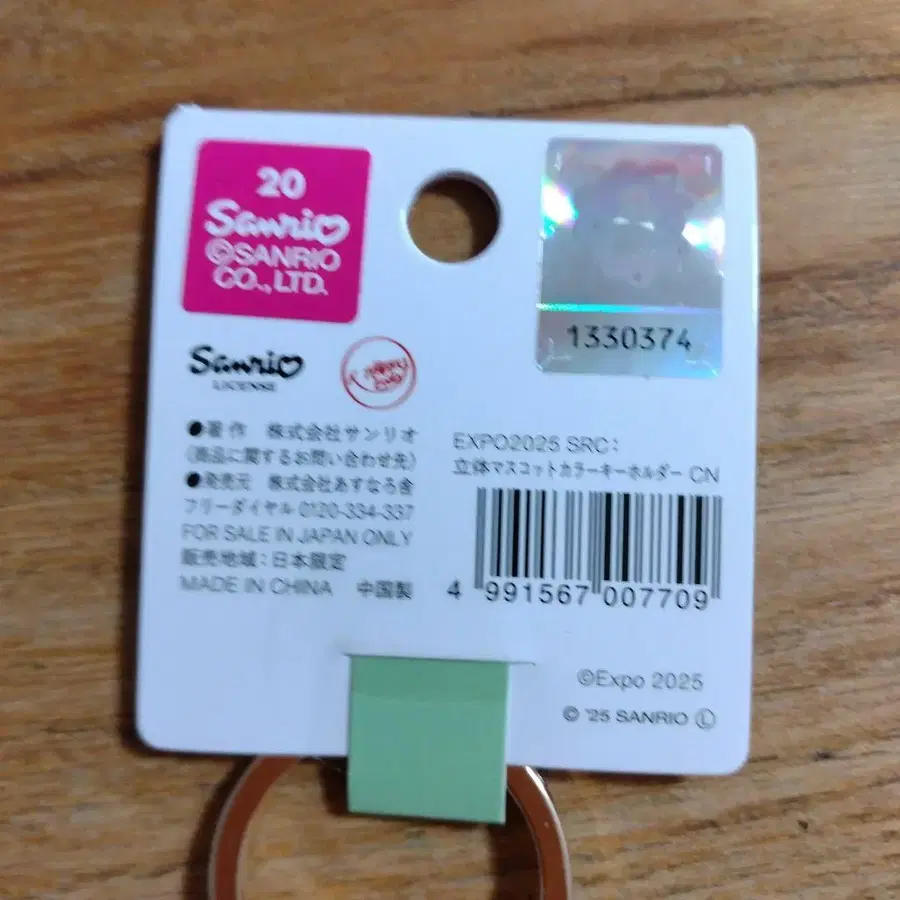 20
Sanrio
©SANRIO
CO., LTD.
1330374
Sanrio
LICENSE
●著作 株式会社サンリオ
(商品に関するお問い合わせ先)
●発売元 株式会社あすなろ舎
フリーダイヤル 0120-334-337
FOR SALE IN JAPAN ONLY
販売地域:日本限定
MADE IN CHINA 中国製
EXPO2025 SRC:
立体マスコットカラーキーホルダー CN
4 991567 007709
©Expo 2025
© '25 SANRIO Ⓛ